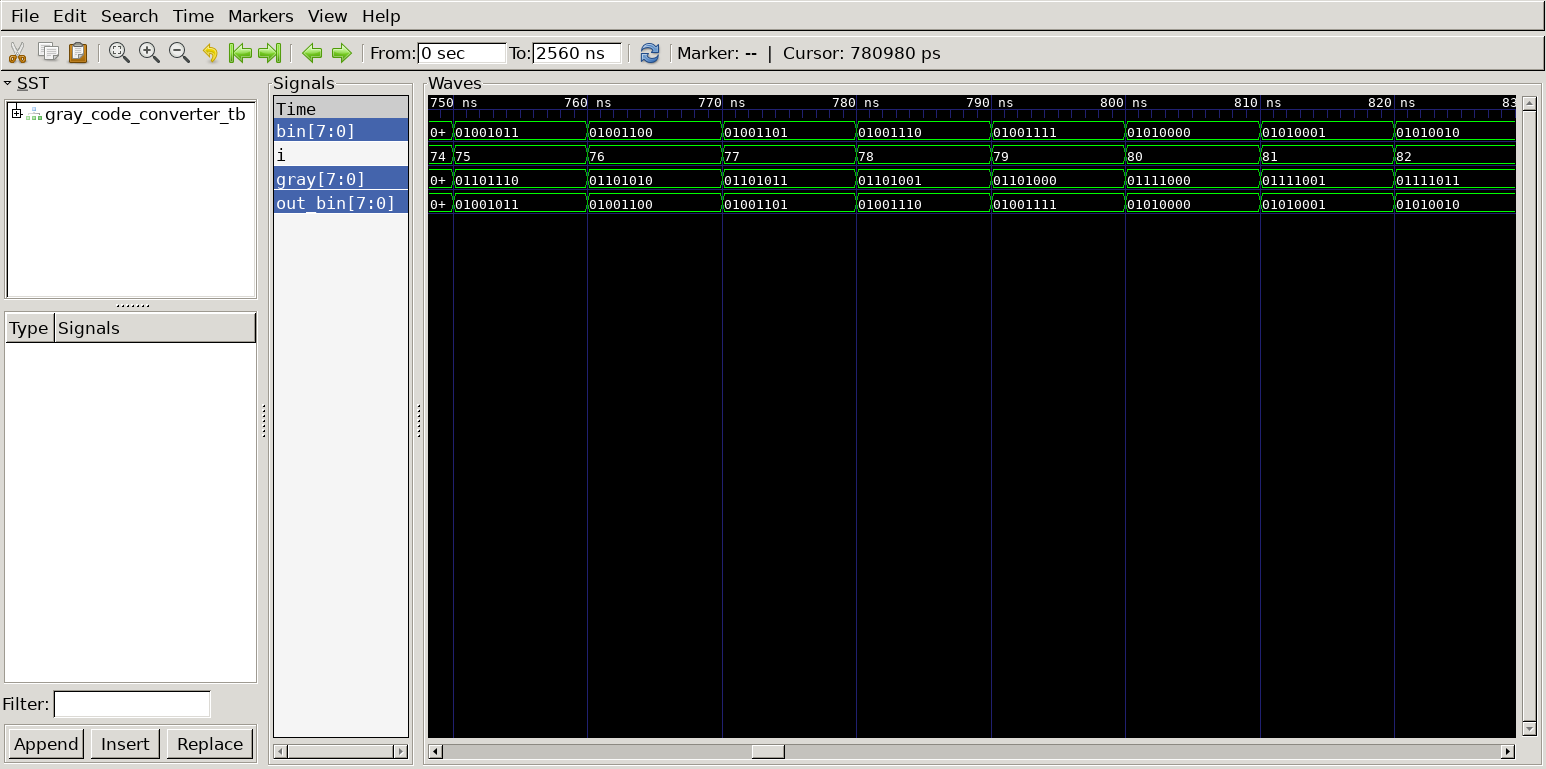 File Edit Search Time Markers View Help
From: 0 sec To: 2560 ns Marker: -- | Cursor: 780980 ps
SST
gray_code_converter_tb
Type Signals
Filter:
Append Insert Replace
Signals
Time
bin[7:0]
i
gray[7:0]
out_bin[7:0]
Waves
750 ns 760 ns 770 ns 780 ns 790 ns 800 ns 810 ns 820 ns 83
0+ 01001011 01001100 01001101 01001110 01001111 01010000 01010001 01010010
74 75 76 77 78 79 80 81 82
0+ 01101110 01101010 01101011 01101001 01101000 01111000 01111001 01111011
0+ 01001011 01001100 01001101 01001110 01001111 01010000 01010001 01010010